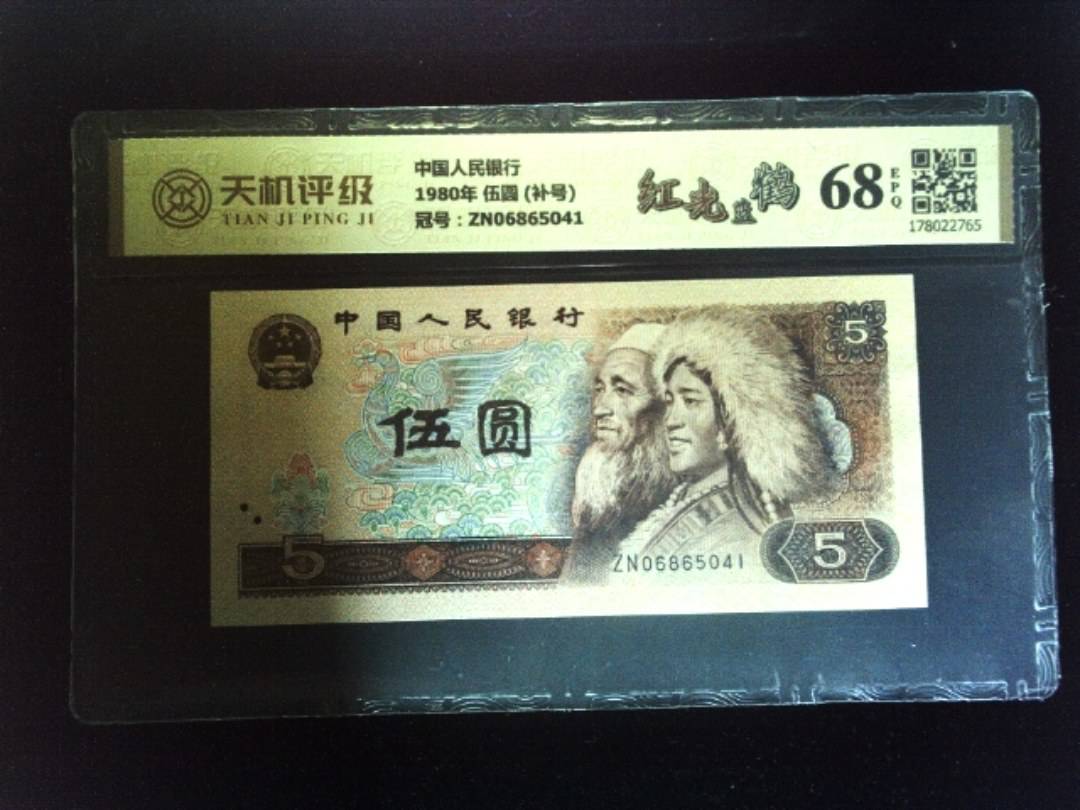 天机评级
TIAN JI PING JI
中国人民银行
1980年 伍圆 (补号)
冠号：ZN06865041
红光蓝鹤
68
EPQ
178022765
中国人民银行
5
伍圆
5
ZN06865041
5